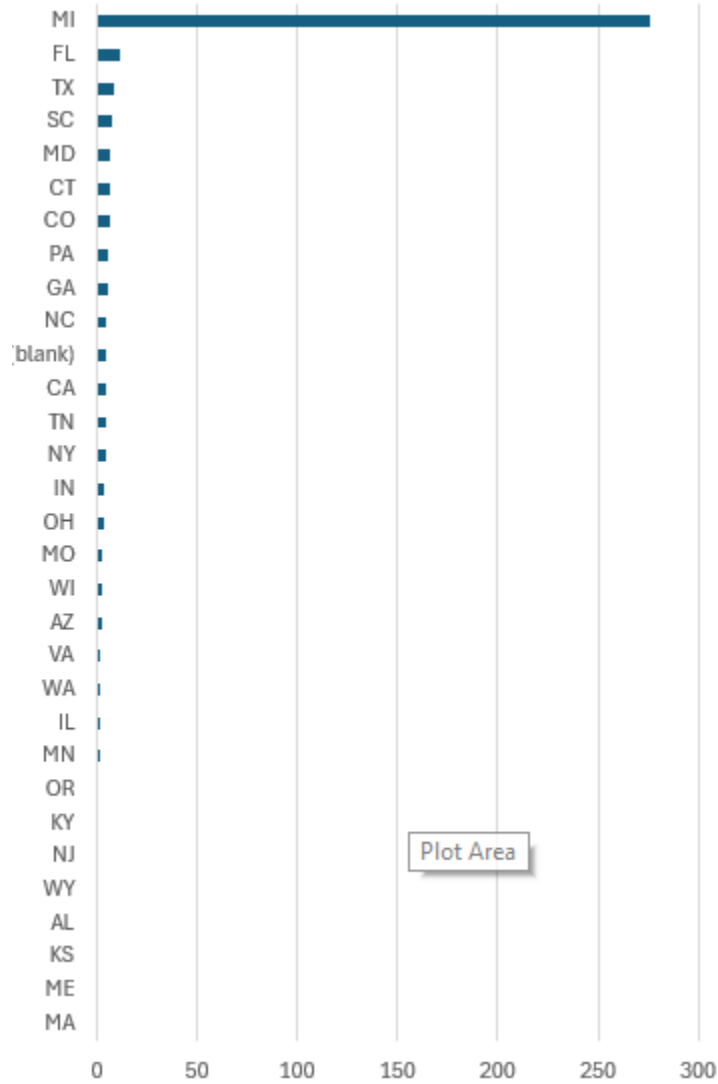 MI
FL
TX
SC
MD
CT
CO
PA
GA
NC
(blank)
CA
TN
NY
IN
OH
MO
WI
AZ
VA
WA
IL
MN
OR
KY
NJ
Plot Area
WY
AL
KS
ME
MA
0 50 100 150 200 250 300